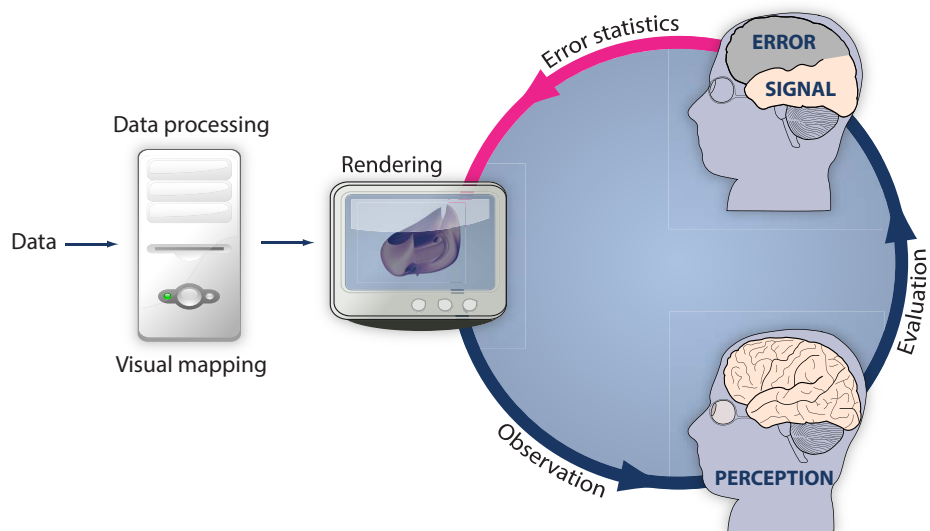 Error statistics
ERROR
SIGNAL
Data processing
Rendering
Data
Visual mapping
Evaluation
Observation
PERCEPTION